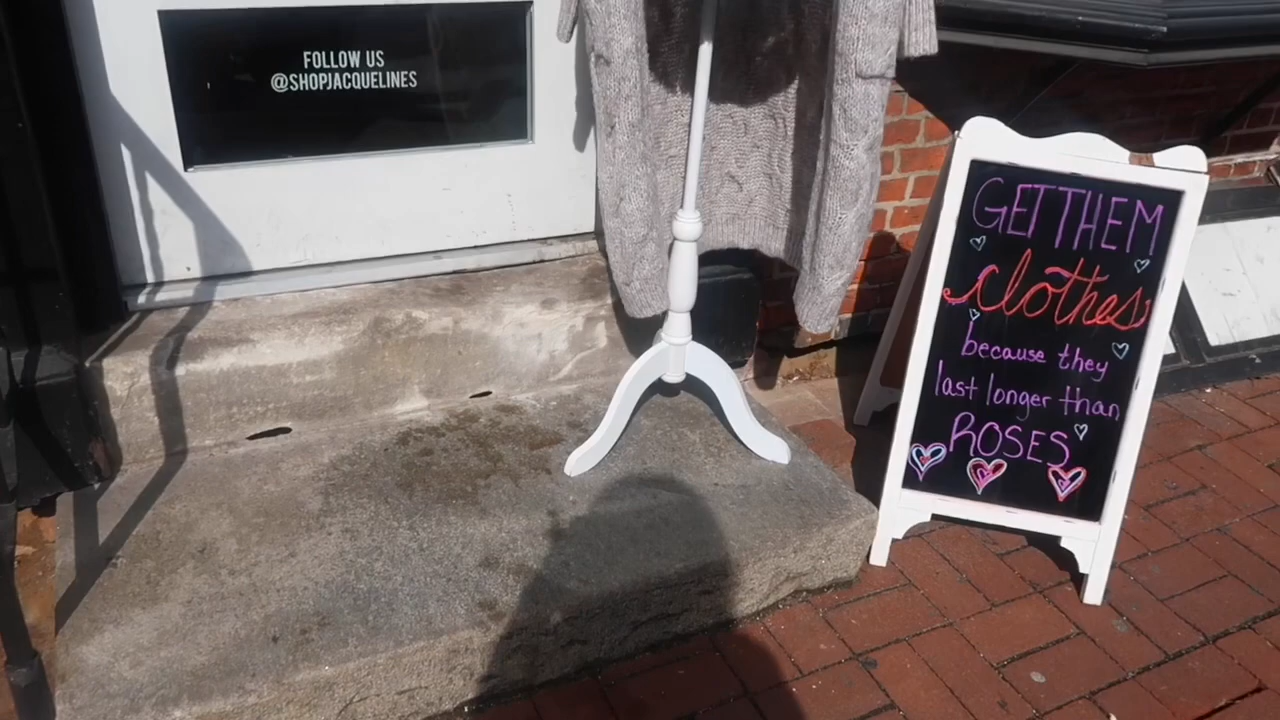 FOLLOW US
@SHOPJACQUELINES
GET THEM
clothes
because they
last longer than
ROSES